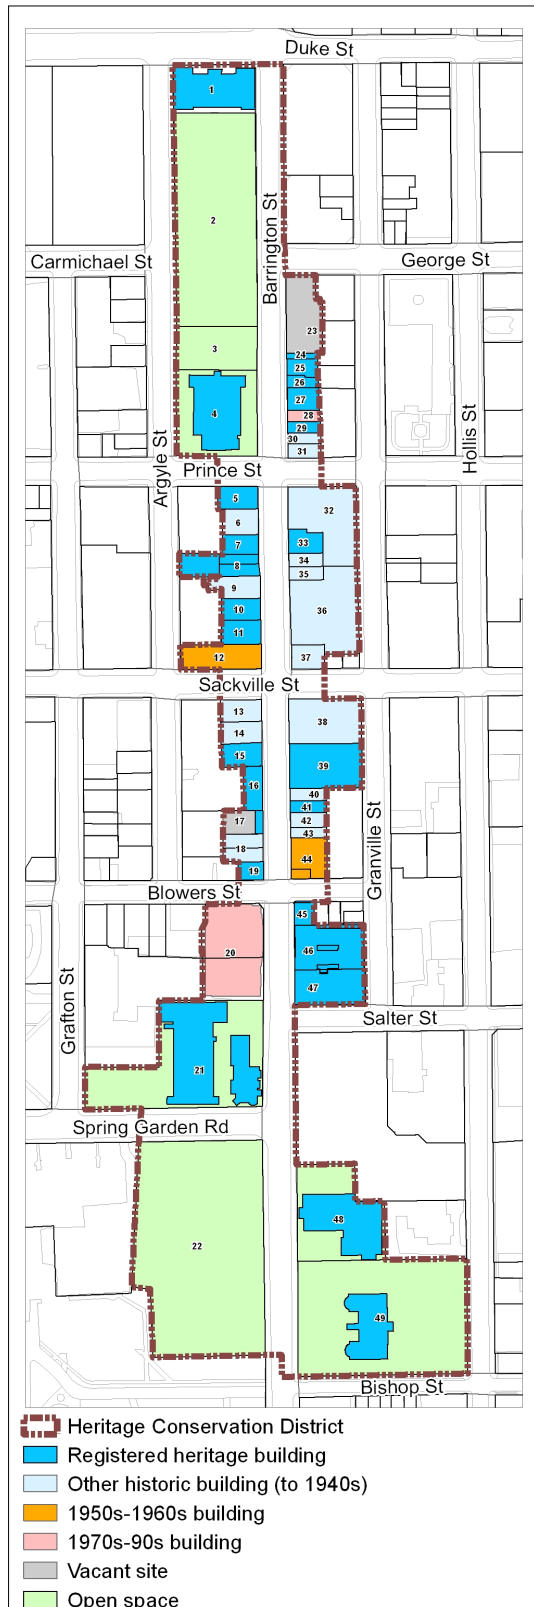 Duke St
1
Barrington St
2
Carmichael St
George St
23
3
24
25
26
27
4
28
29
30
31
Argyle St
Hollis St
Prince St
5
32
6
7
33
8
34
35
9
10
36
11
12
37
Sackville St
13
38
14
15
39
16
40
41
17
42
43
18
44
19
Granville St
Blowers St
45
20
46
47
Grafton St
Salter St
21
Spring Garden Rd
48
22
49
Bishop St
Heritage Conservation District
Registered heritage building
Other historic building (to 1940s)
1950s-1960s building
1970s-90s building
Vacant site
Open space